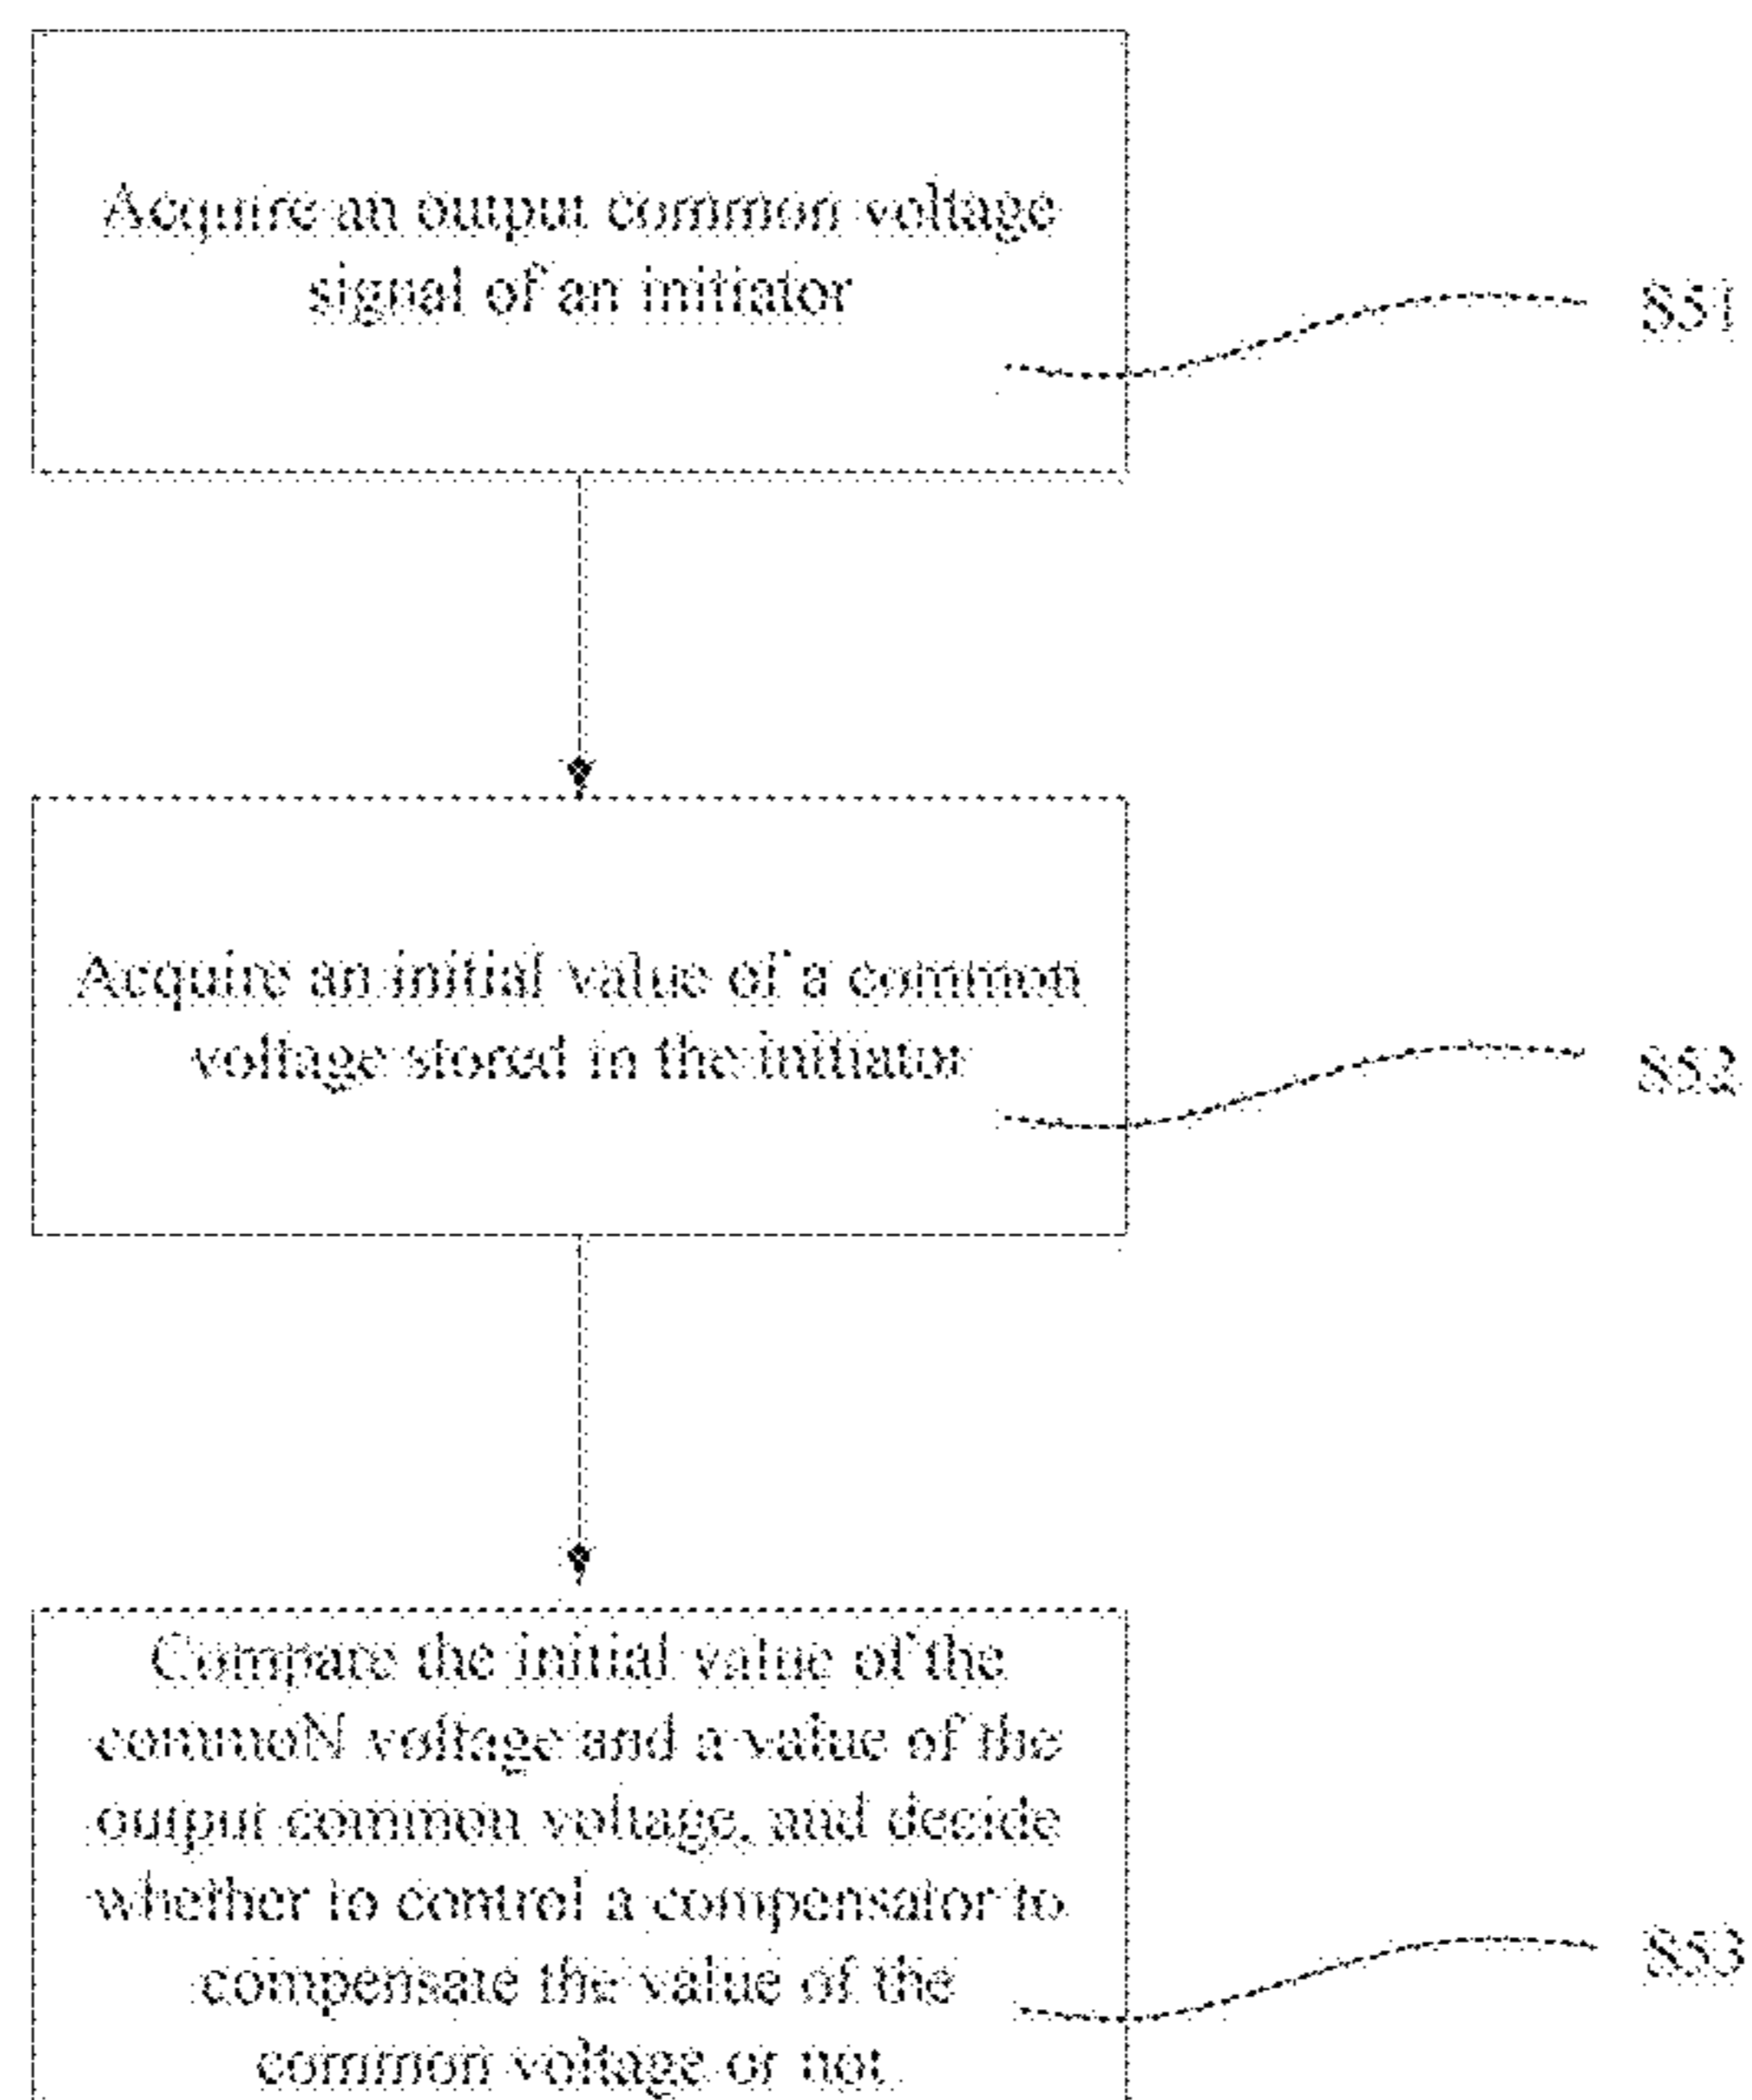 Acquire an output common voltage
signal of an initiator
S51
Acquire an initial value of a common
voltage stored in the initiator
S52
Compare the initial value of the
commoN voltage and a value of the
output common voltage, and decide
whether to control a compensator to
compensate the value of the
common voltage or not
S53